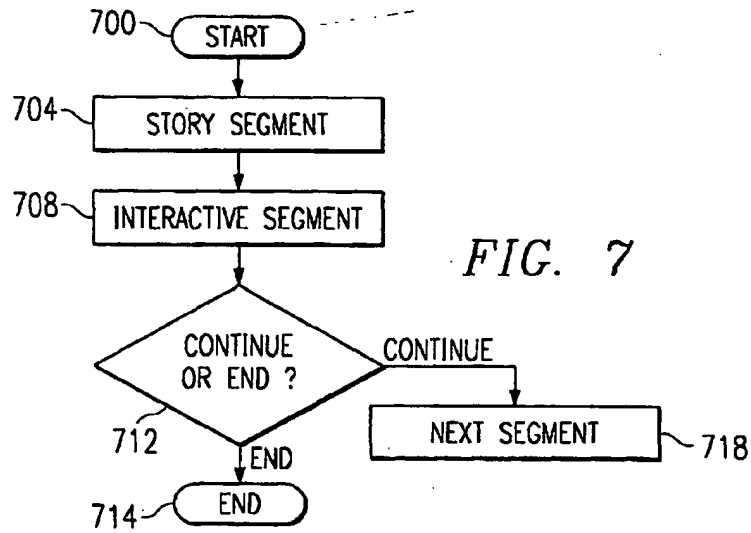 700
START
704
STORY SEGMENT
708
INTERACTIVE SEGMENT
FIG. 7
CONTINUE
OR END ?
CONTINUE
712
NEXT SEGMENT
718
END
714
END